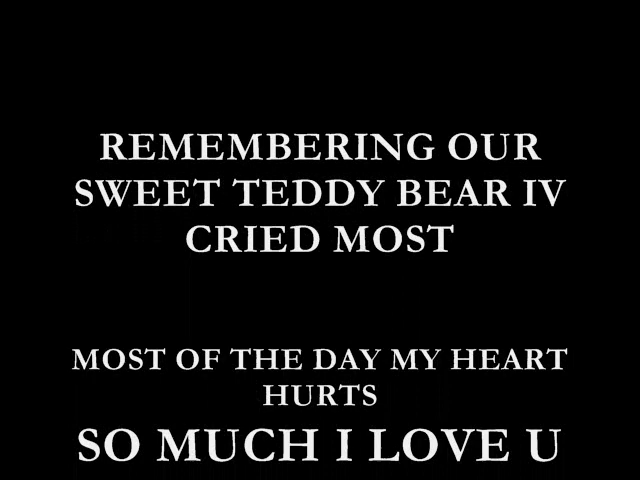 REMEMBERING OUR
SWEET TEDDY BEAR IV
CRIED MOST
MOST OF THE DAY MY HEART
HURTS
SO MUCH I LOVE U